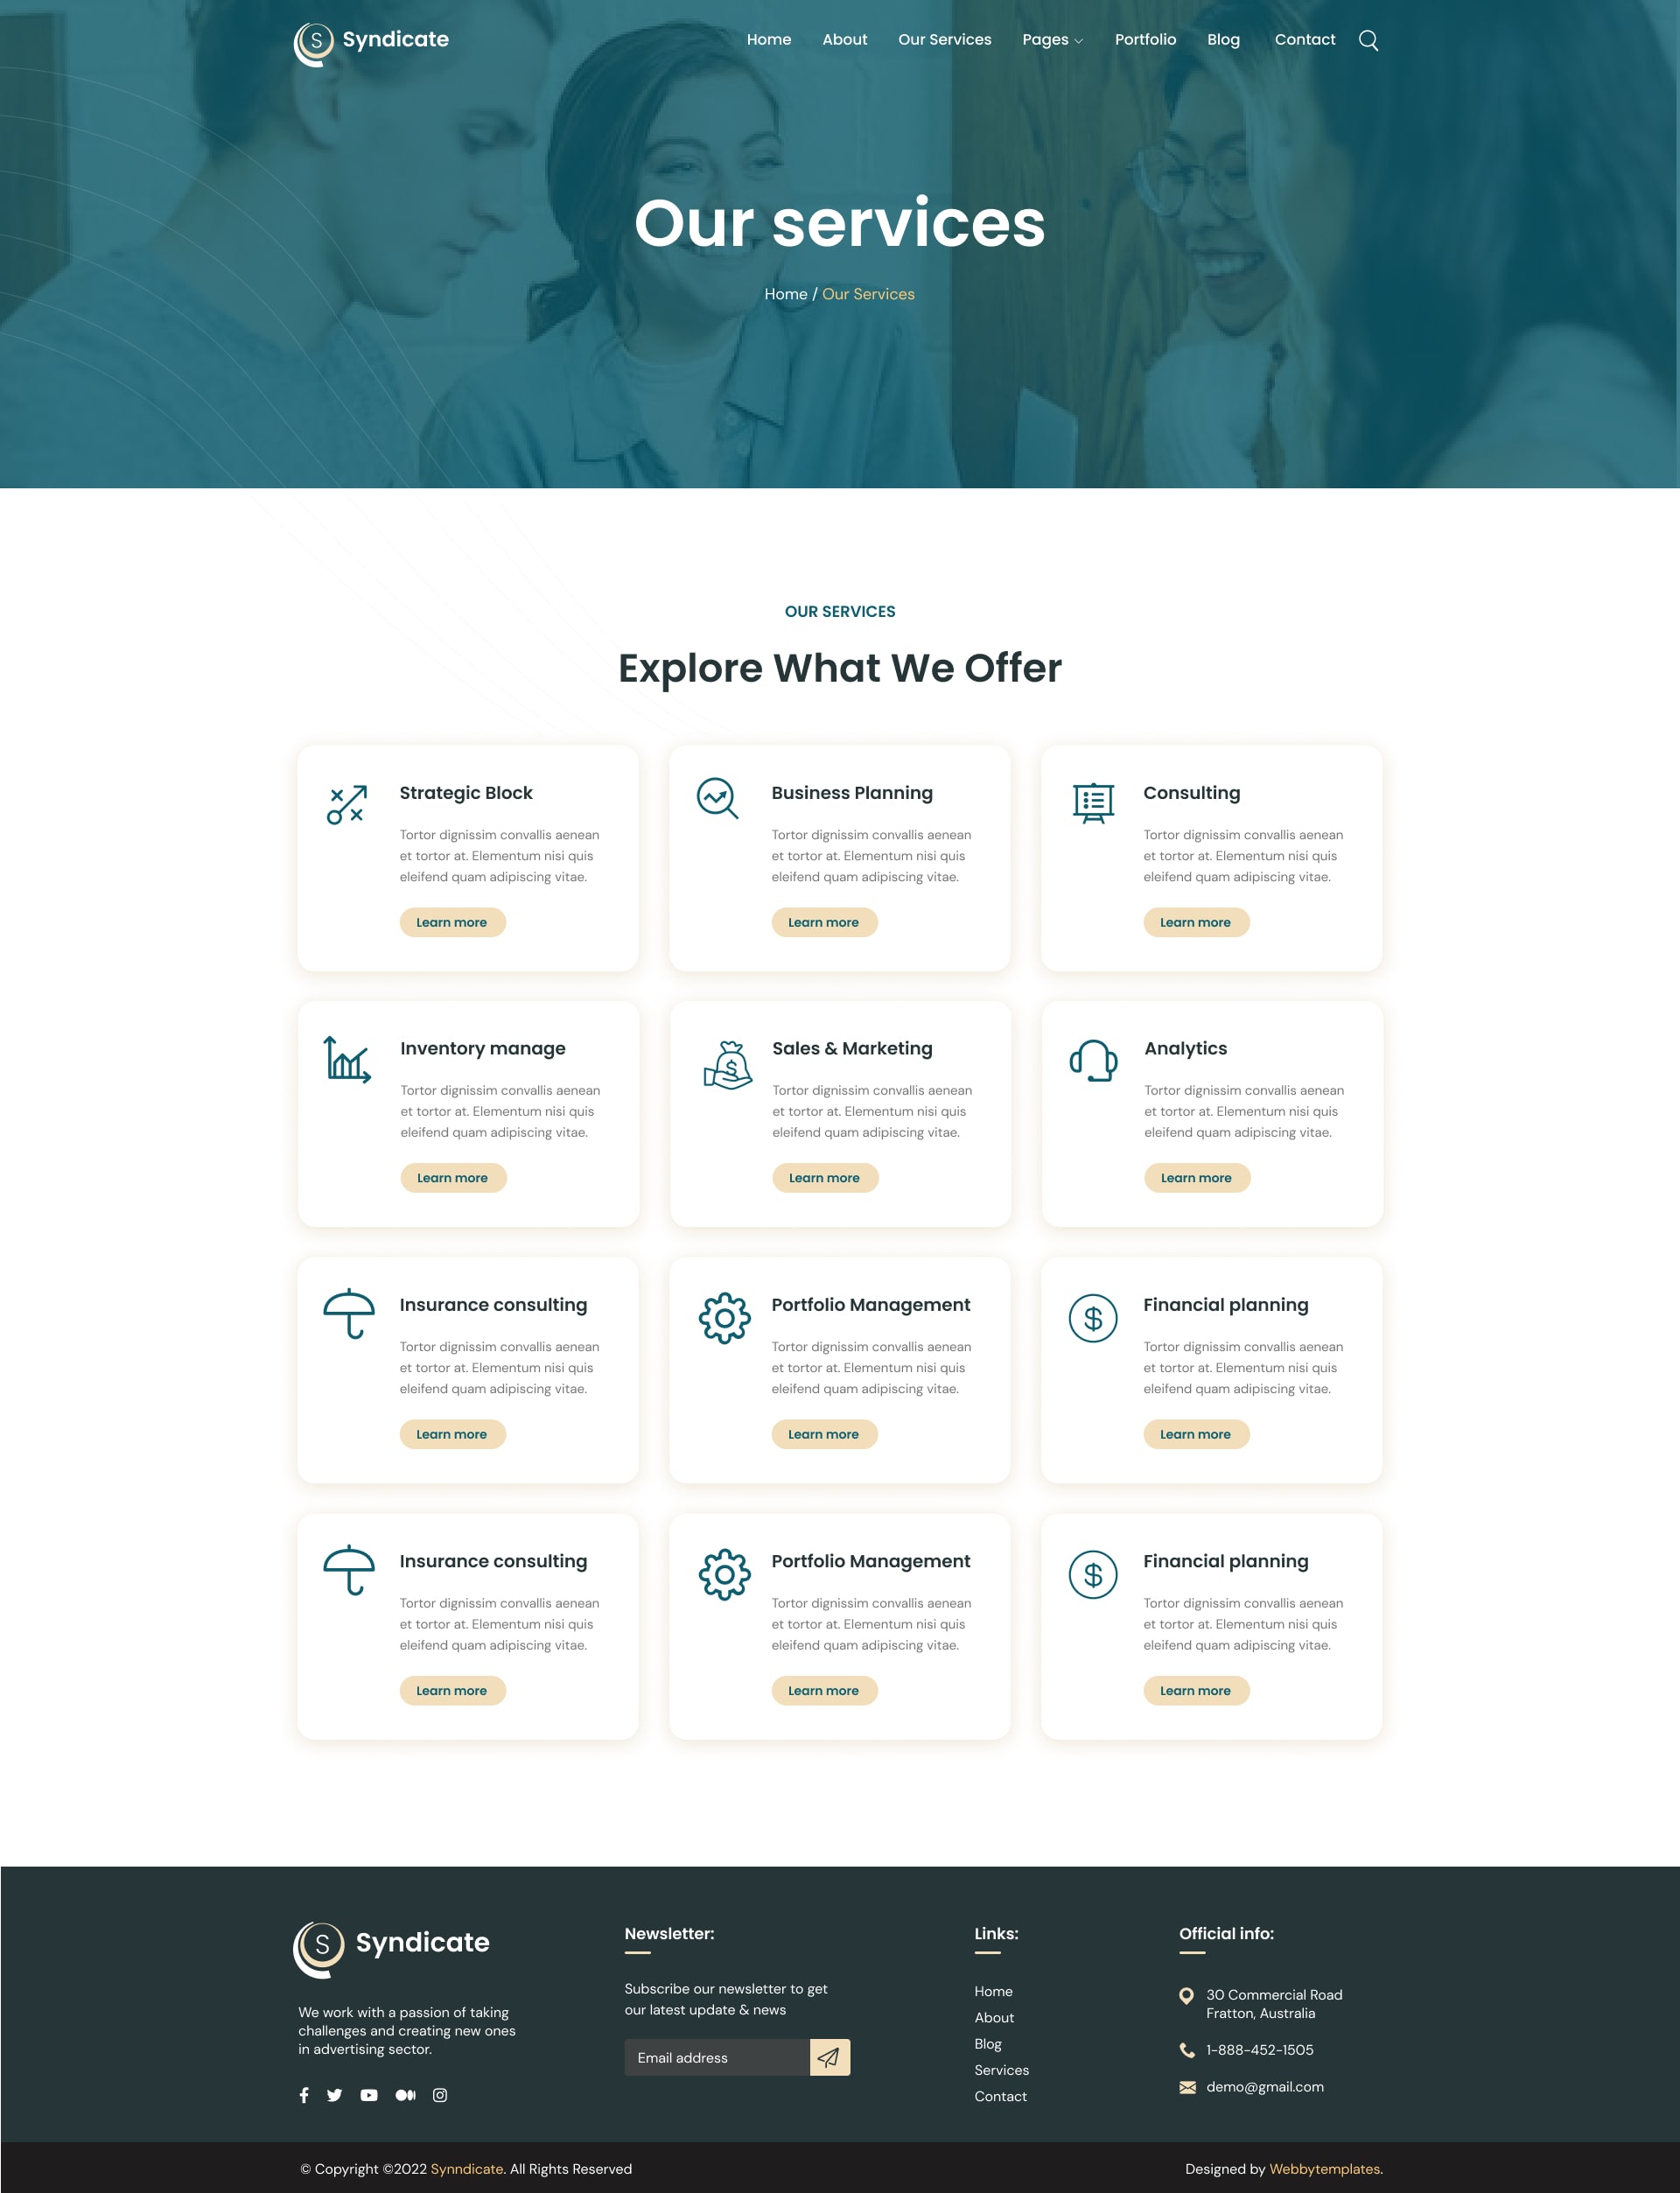 S Syndicate
Home About Our Services Pages Portfolio Blog Contact
Our services
Home / Our Services
OUR SERVICES
Explore What We Offer
Strategic Block
Tortor dignissim convallis aenean
et tortor at. Elementum nisi quis
eleifend quam adipiscing vitae.
Learn more
Business Planning
Tortor dignissim convallis aenean
et tortor at. Elementum nisi quis
eleifend quam adipiscing vitae.
Learn more
Consulting
Tortor dignissim convallis aenean
et tortor at. Elementum nisi quis
eleifend quam adipiscing vitae.
Learn more
Inventory manage
Tortor dignissim convallis aenean
et tortor at. Elementum nisi quis
eleifend quam adipiscing vitae.
Learn more
Sales & Marketing
Tortor dignissim convallis aenean
et tortor at. Elementum nisi quis
eleifend quam adipiscing vitae.
Learn more
Analytics
Tortor dignissim convallis aenean
et tortor at. Elementum nisi quis
eleifend quam adipiscing vitae.
Learn more
Insurance consulting
Tortor dignissim convallis aenean
et tortor at. Elementum nisi quis
eleifend quam adipiscing vitae.
Learn more
Portfolio Management
Tortor dignissim convallis aenean
et tortor at. Elementum nisi quis
eleifend quam adipiscing vitae.
Learn more
Financial planning
Tortor dignissim convallis aenean
et tortor at. Elementum nisi quis
eleifend quam adipiscing vitae.
Learn more
Insurance consulting
Tortor dignissim convallis aenean
et tortor at. Elementum nisi quis
eleifend quam adipiscing vitae.
Learn more
Portfolio Management
Tortor dignissim convallis aenean
et tortor at. Elementum nisi quis
eleifend quam adipiscing vitae.
Learn more
Financial planning
Tortor dignissim convallis aenean
et tortor at. Elementum nisi quis
eleifend quam adipiscing vitae.
Learn more
S Syndicate
We work with a passion of taking
challenges and creating new ones
in advertising sector.
Newsletter:
Subscribe our newsletter to get
our latest update & news
Email address
Links:
Home
About
Blog
Services
Contact
Official info:
30 Commercial Road
Fratton, Australia
1-888-452-1505
demo@gmail.com
© Copyright ©2022 Synndicate. All Rights Reserved
Designed by Webbytemplates.